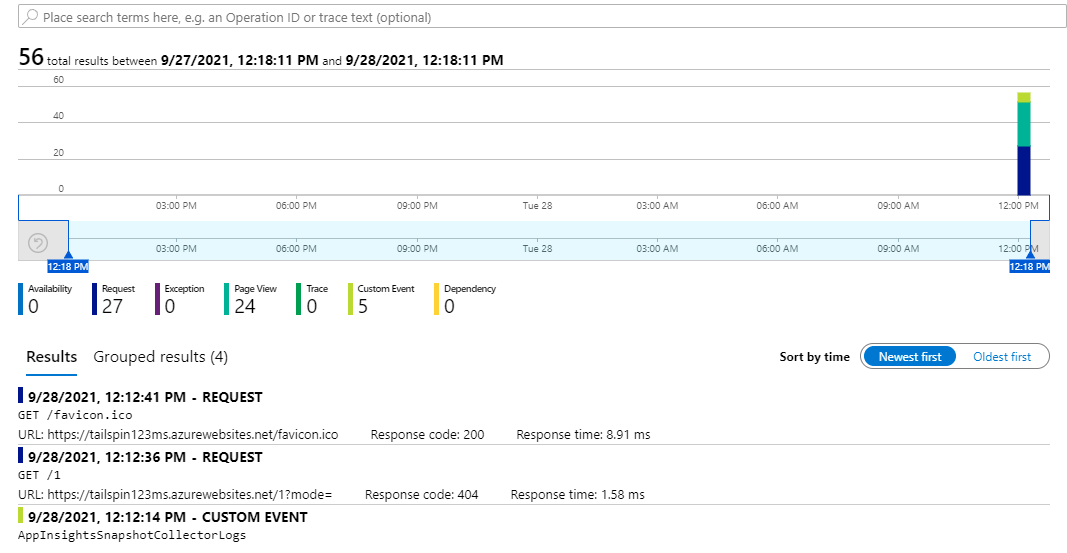 Place search terms here, e.g. an Operation ID or trace text (optional)
56 total results between 9/27/2021, 12:18:11 PM and 9/28/2021, 12:18:11 PM
60
40
20
0
03:00 PM 06:00 PM 09:00 PM Tue 28 03:00 AM 06:00 AM 09:00 AM 12:00 PM
03:00 PM 06:00 PM 09:00 PM Tue 28 03:00 AM 06:00 AM 09:00 AM 12:00 PM
12:18 PM 12:18 PM
Availability Request Exception Page View Trace Custom Event Dependency
0 27 0 24 0 5 0
Results Grouped results (4) Sort by time Newest first Oldest first
9/28/2021, 12:12:41 PM - REQUEST
GET /favicon.ico
URL: https://tailspin123ms.azurewebsites.net/favicon.ico Response code: 200 Response time: 8.91 ms
9/28/2021, 12:12:36 PM - REQUEST
GET /1
URL: https://tailspin123ms.azurewebsites.net/1?mode= Response code: 404 Response time: 1.58 ms
9/28/2021, 12:12:14 PM - CUSTOM EVENT
AppInsightsSnapshotCollectorLogs